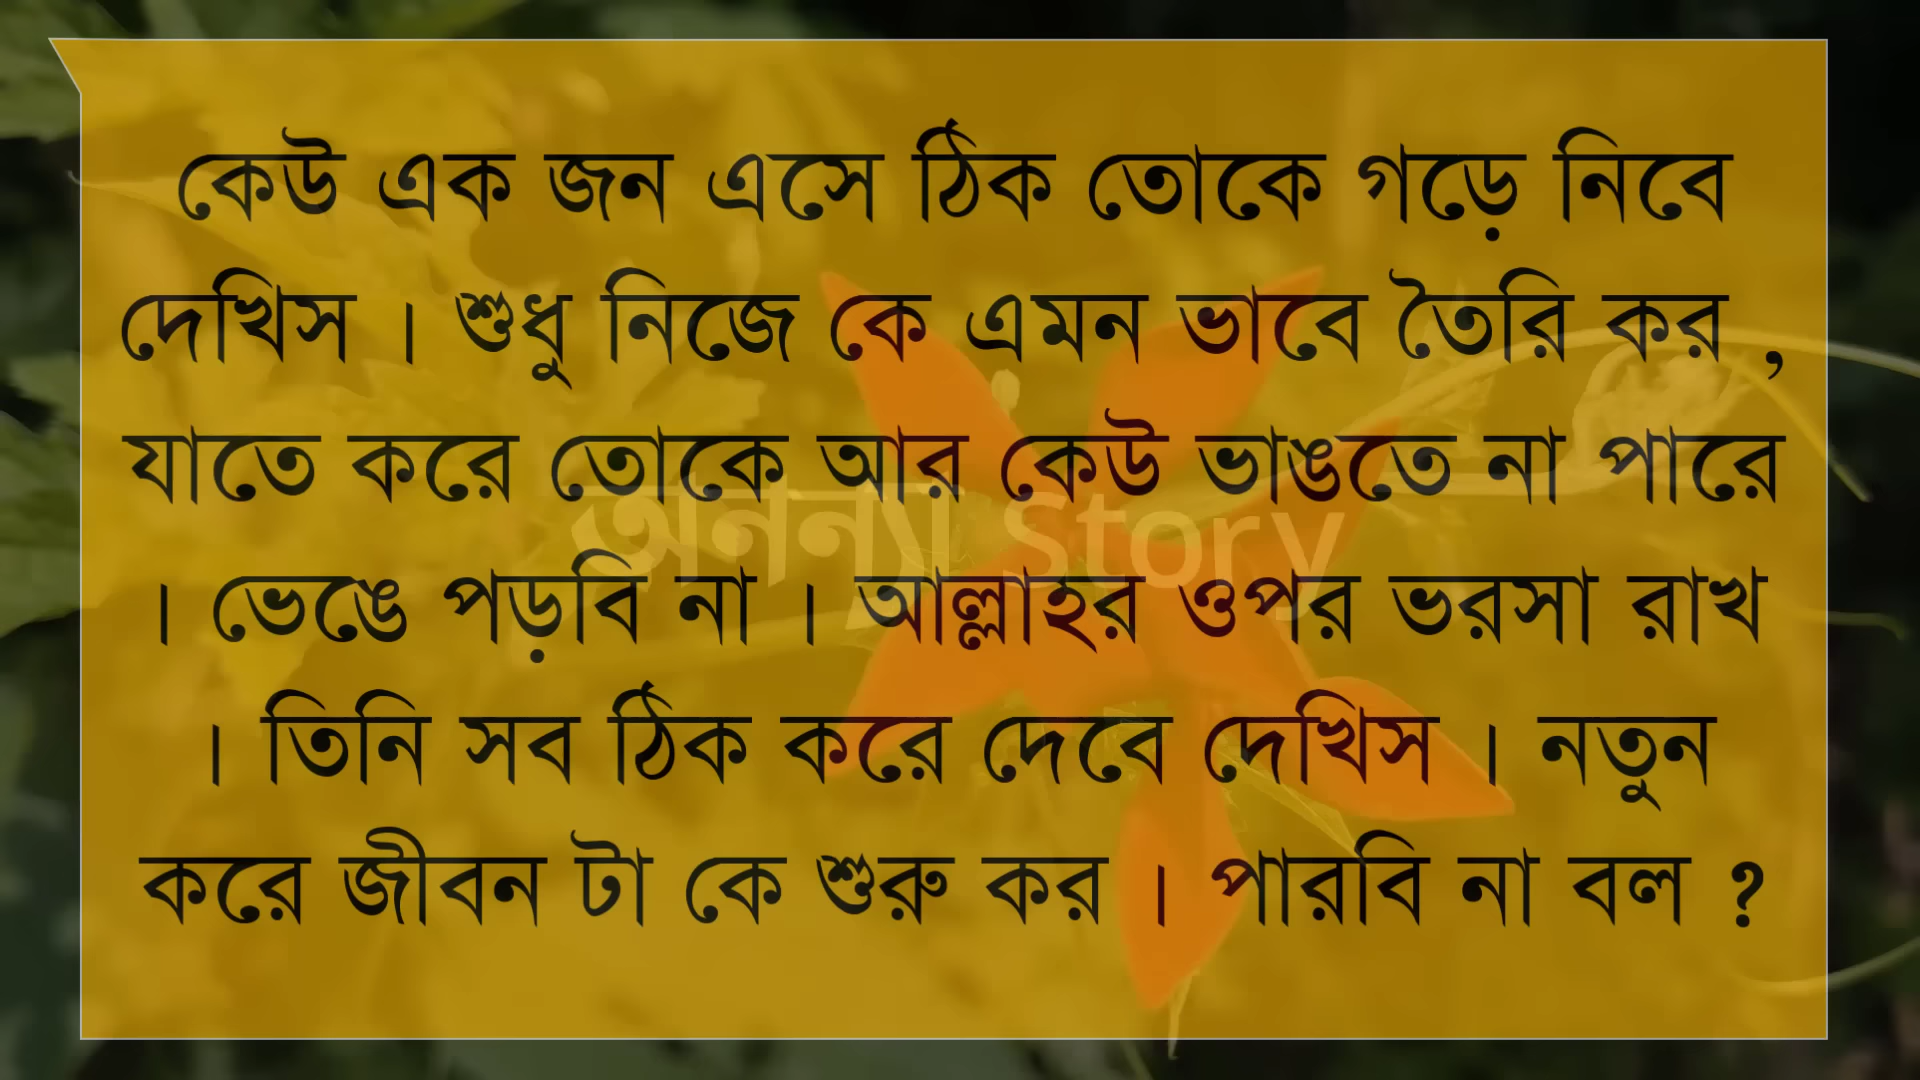 কেউ এক জন এসে ঠিক তোকে গড়ে নিবে
দেখিস । শুধু নিজে কে এমন ভাবে তৈরি কর ,
যাতে করে তোকে আর কেউ ভাঙতে না পারে
। ভেঙে পড়বি না । আল্লাহর ওপর ভরসা রাখ
। তিনি সব ঠিক করে দেবে দেখিস । নতুন
করে জীবন টা কে শুরু কর । পারবি না বল ?
অনন্যা Story